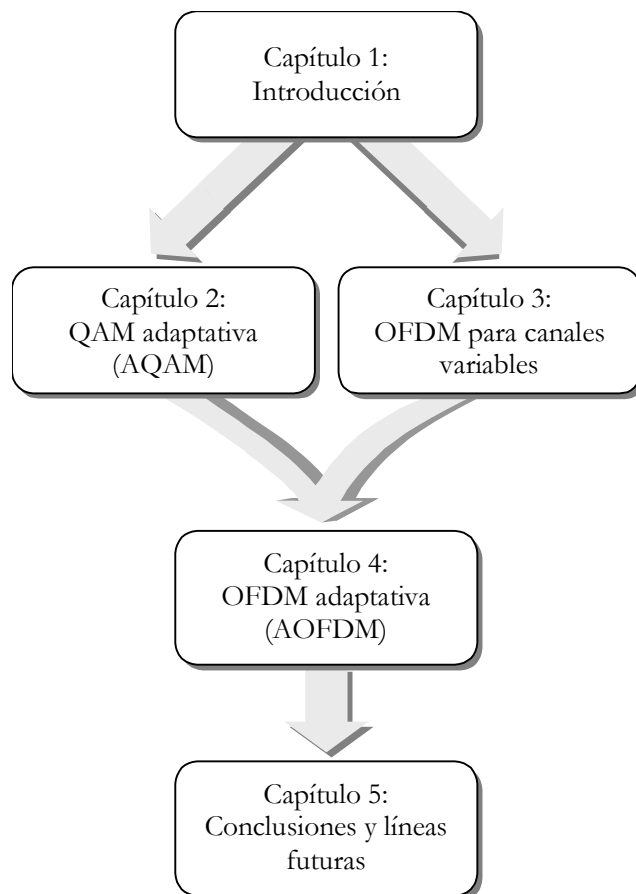 Capítulo 1:
Introducción
Capítulo 2:
QAM adaptativa
(AQAM)
Capítulo 3:
OFDM para canales
variables
Capítulo 4:
OFDM adaptativa
(AOFDM)
Capítulo 5:
Conclusiones y líneas
futuras